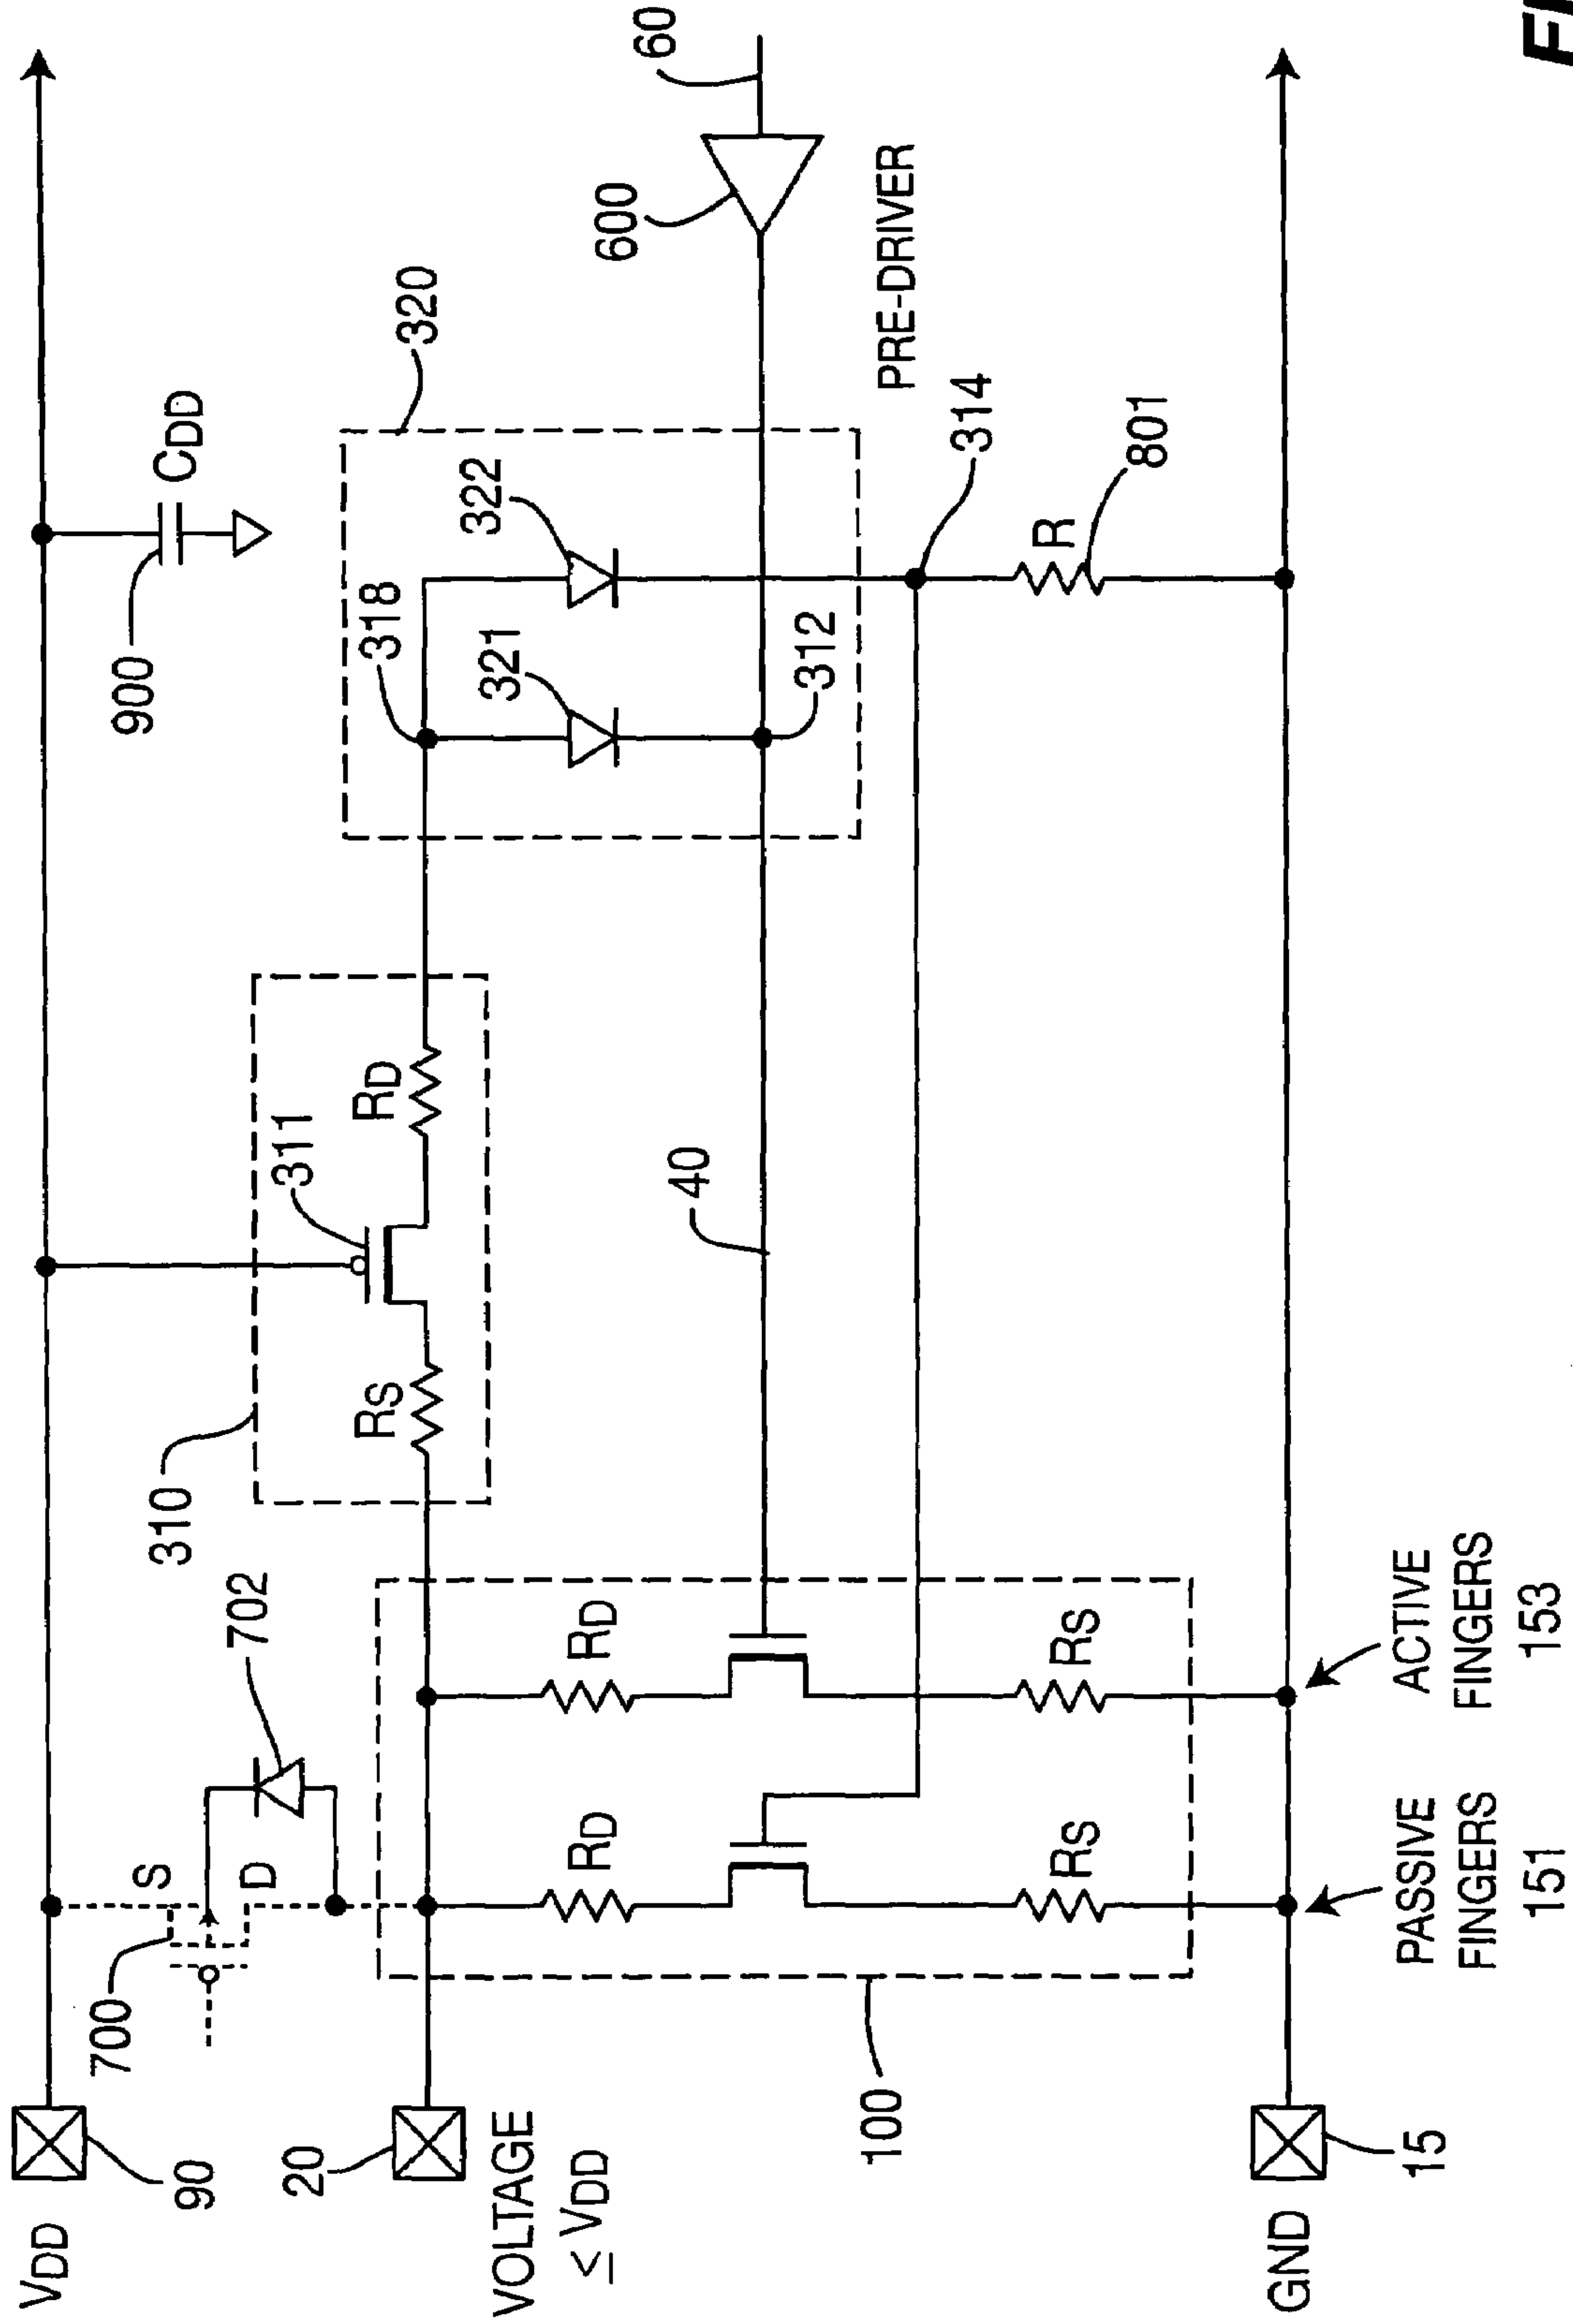 VDD
90
700
S
D
702
310
311
RS
RD
900
CDD
320
318
321
322
312
314
600
60
PRE-DRIVER
20
VOLTAGE
≤ VDD
RD
RD
40
RS
RS
R
801
100
GND
15
PASSIVE
FINGERS
151
ACTIVE
FINGERS
153